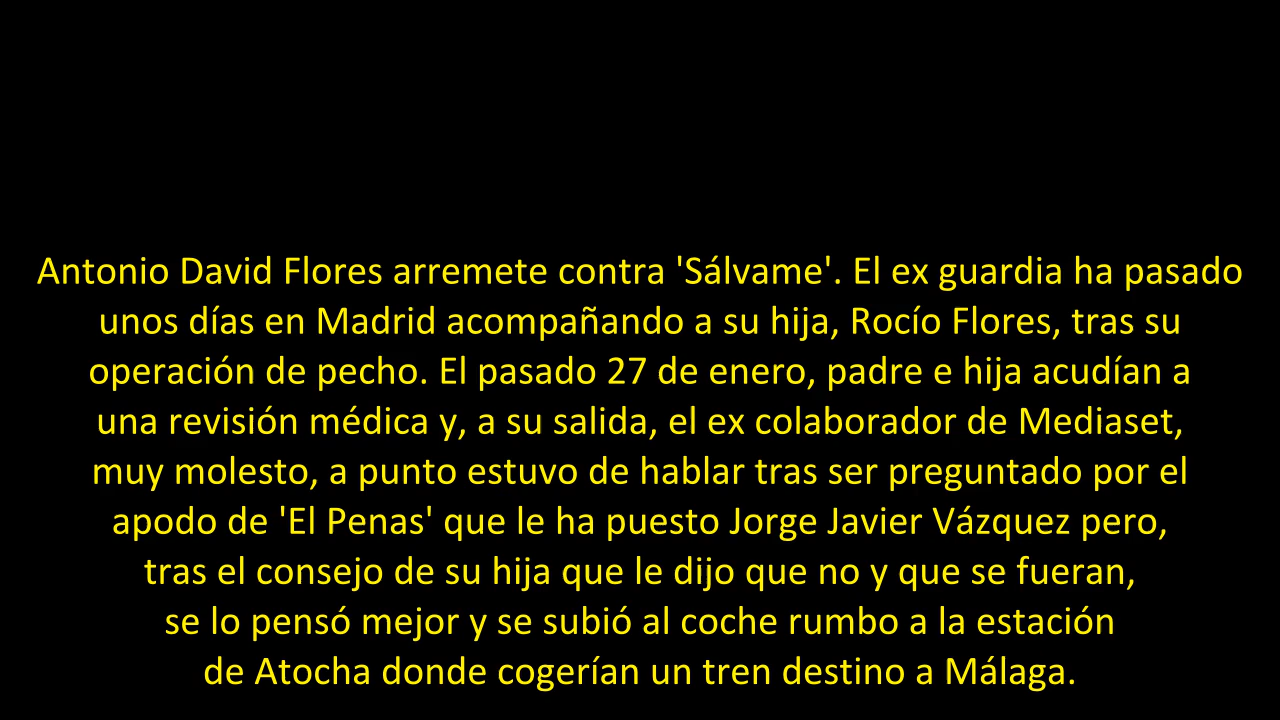 Antonio David Flores arremete contra 'Sálvame'. El ex guardia ha pasado
unos días en Madrid acompañando a su hija, Rocío Flores, tras su
operación de pecho. El pasado 27 de enero, padre e hija acudían a
una revisión médica y, a su salida, el ex colaborador de Mediaset,
muy molesto, a punto estuvo de hablar tras ser preguntado por el
apodo de 'El Penas' que le ha puesto Jorge Javier Vázquez pero,
tras el consejo de su hija que le dijo que no y que se fueran,
se lo pensó mejor y se subió al coche rumbo a la estación
de Atocha donde cogerían un tren destino a Málaga.